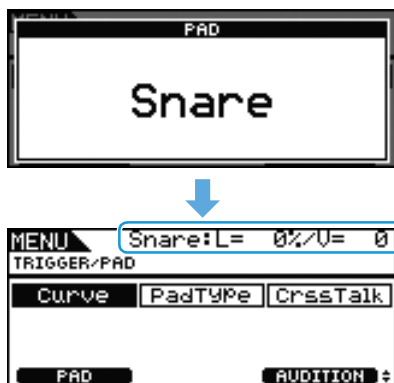 MENU
PAD
Snare
MENU Snare:L= 0%/V= 0
TRIGGER/PAD
Curve PadType CrssTalk
PAD AUDITION